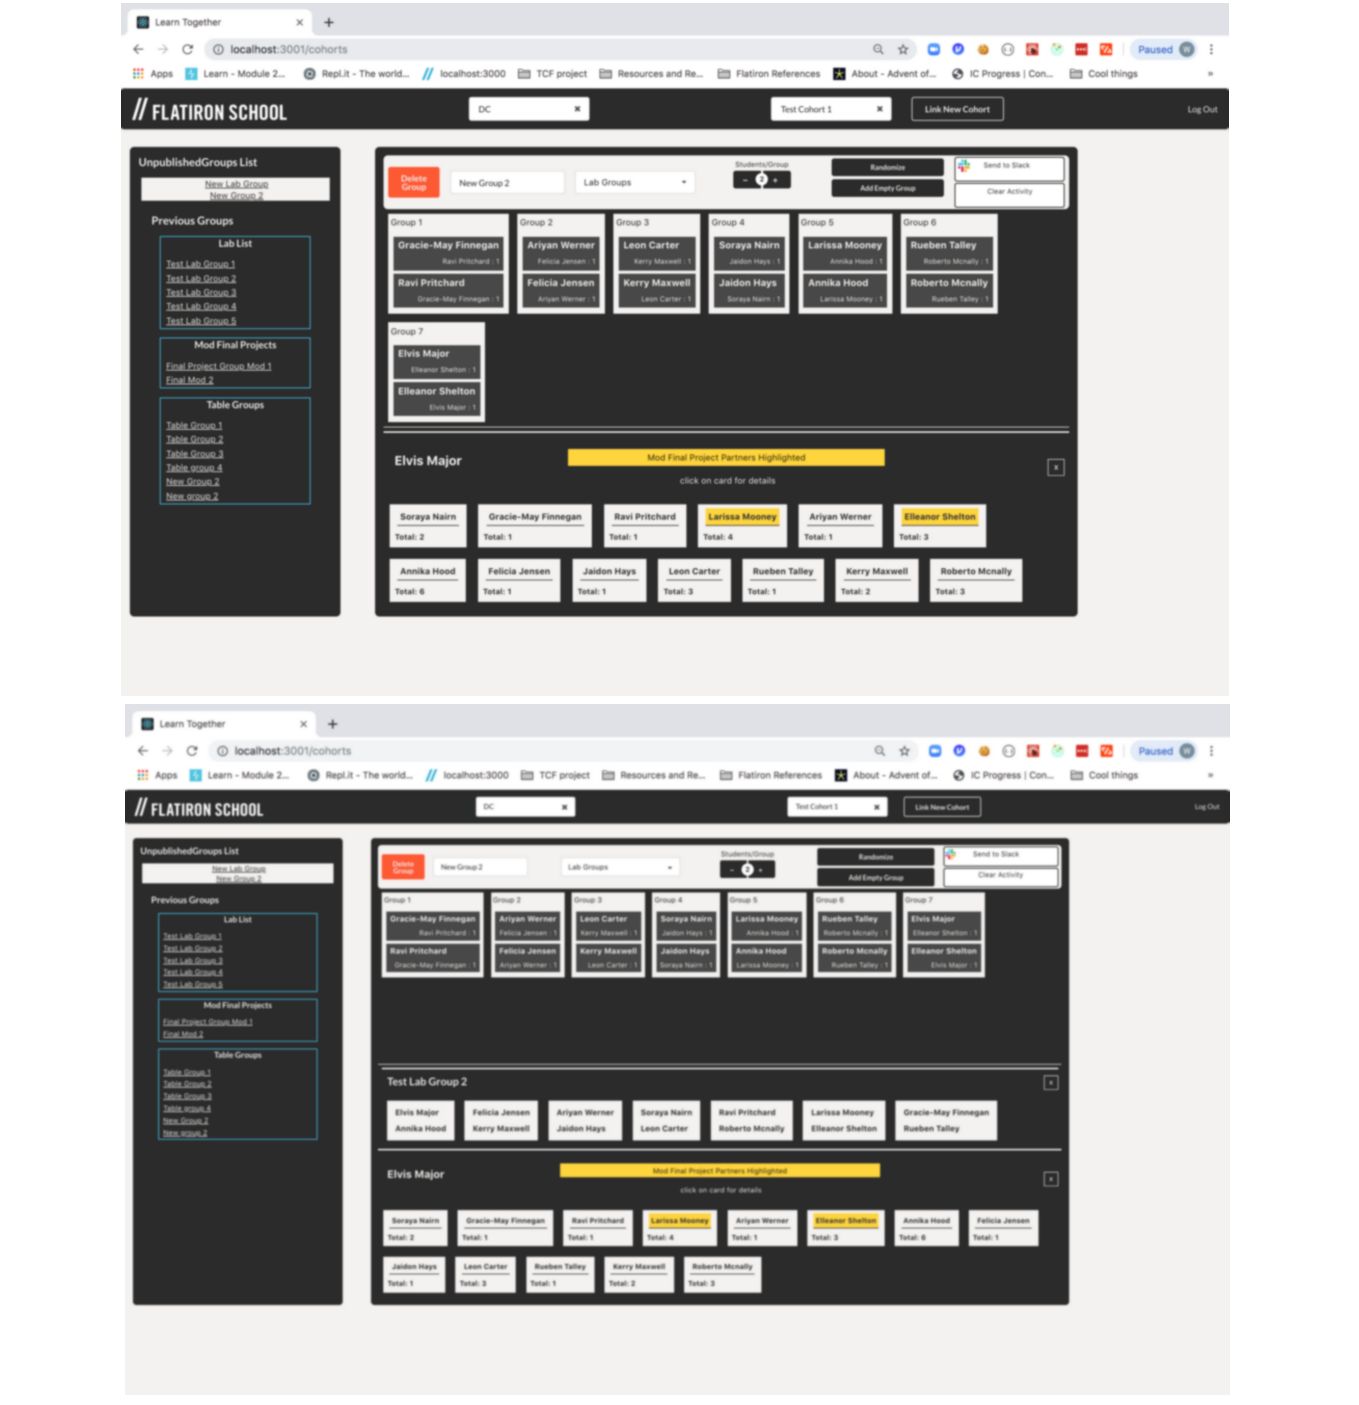 Learn Together
localhost:3001/cohorts
Paused
W
Apps
Learn - Module 2...
Repl.it - The world...
localhost:3000
TCF project
Resources and Re...
Flatiron References
About - Advent of...
IC Progress | Con...
Cool things
»
// FLATIRON SCHOOL
DC
Test Cohort 1
Link New Cohort
Log Out
UnpublishedGroups List
New Lab Group
New Group 2
Previous Groups
Lab List
Test Lab Group 1
Test Lab Group 2
Test Lab Group 3
Test Lab Group 4
Test Lab Group 5
Mod Final Projects
Final Project Group Mod 1
Final Mod 2
Table Groups
Table Group 1
Table Group 2
Table Group 3
Table group 4
New Group 2
New group 2
Delete Group
New Group 2
Lab Groups
Students/Group
- 2 +
Randomize
Add Empty Group
Send to Slack
Clear Activity
Group 1
Gracie-May Finnegan
Ravi Pritchard : 1
Ravi Pritchard
Gracie-May Finnegan : 1
Group 2
Ariyan Werner
Felicia Jensen : 1
Felicia Jensen
Ariyan Werner : 1
Group 3
Leon Carter
Kerry Maxwell : 1
Kerry Maxwell
Leon Carter : 1
Group 4
Soraya Nairn
Jaidon Hays : 1
Jaidon Hays
Soraya Nairn : 1
Group 5
Larissa Mooney
Annika Hood : 1
Annika Hood
Larissa Mooney : 1
Group 6
Rueben Talley
Roberto Mcnally : 1
Roberto Mcnally
Rueben Talley : 1
Group 7
Elvis Major
Elleanor Shelton : 1
Elleanor Shelton
Elvis Major : 1
Elvis Major
Mod Final Project Partners Highlighted
click on card for details
x
Soraya Nairn
Total: 2
Gracie-May Finnegan
Total: 1
Ravi Pritchard
Total: 1
Larissa Mooney
Total: 4
Ariyan Werner
Total: 1
Elleanor Shelton
Total: 3
Annika Hood
Total: 6
Felicia Jensen
Total: 1
Jaidon Hays
Total: 1
Leon Carter
Total: 3
Rueben Talley
Total: 1
Kerry Maxwell
Total: 2
Roberto Mcnally
Total: 3
Learn Together
localhost:3001/cohorts
Paused
W
Apps
Learn - Module 2...
Repl.it - The world...
localhost:3000
TCF project
Resources and Re...
Flatiron References
About - Advent of...
IC Progress | Con...
Cool things
»
// FLATIRON SCHOOL
DC
Test Cohort 1
Link New Cohort
Log Out
UnpublishedGroups List
New Lab Group
New Group 2
Previous Groups
Lab List
Test Lab Group 1
Test Lab Group 2
Test Lab Group 3
Test Lab Group 4
Test Lab Group 5
Mod Final Projects
Final Project Group Mod 1
Final Mod 2
Table Groups
Table Group 1
Table Group 2
Table Group 3
Table group 4
New Group 2
New group 2
Delete Group
New Group 2
Lab Groups
Students/Group
- 2 +
Randomize
Add Empty Group
Send to Slack
Clear Activity
Group 1
Gracie-May Finnegan
Ravi Pritchard : 1
Ravi Pritchard
Gracie-May Finnegan : 1
Group 2
Ariyan Werner
Felicia Jensen : 1
Felicia Jensen
Ariyan Werner : 1
Group 3
Leon Carter
Kerry Maxwell : 1
Kerry Maxwell
Leon Carter : 1
Group 4
Soraya Nairn
Jaidon Hays : 1
Jaidon Hays
Soraya Nairn : 1
Group 5
Larissa Mooney
Annika Hood : 1
Annika Hood
Larissa Mooney : 1
Group 6
Rueben Talley
Roberto Mcnally : 1
Roberto Mcnally
Rueben Talley : 1
Group 7
Elvis Major
Elleanor Shelton : 1
Elleanor Shelton
Elvis Major : 1
Test Lab Group 2
x
Elvis Major
Annika Hood
Felicia Jensen
Kerry Maxwell
Ariyan Werner
Jaidon Hays
Soraya Nairn
Leon Carter
Ravi Pritchard
Roberto Mcnally
Larissa Mooney
Elleanor Shelton
Gracie-May Finnegan
Rueben Talley
Elvis Major
Mod Final Project Partners Highlighted
click on card for details
x
Soraya Nairn
Total: 2
Gracie-May Finnegan
Total: 1
Ravi Pritchard
Total: 1
Larissa Mooney
Total: 4
Ariyan Werner
Total: 1
Elleanor Shelton
Total: 3
Annika Hood
Total: 6
Felicia Jensen
Total: 1
Jaidon Hays
Total: 1
Leon Carter
Total: 3
Rueben Talley
Total: 1
Kerry Maxwell
Total: 2
Roberto Mcnally
Total: 3